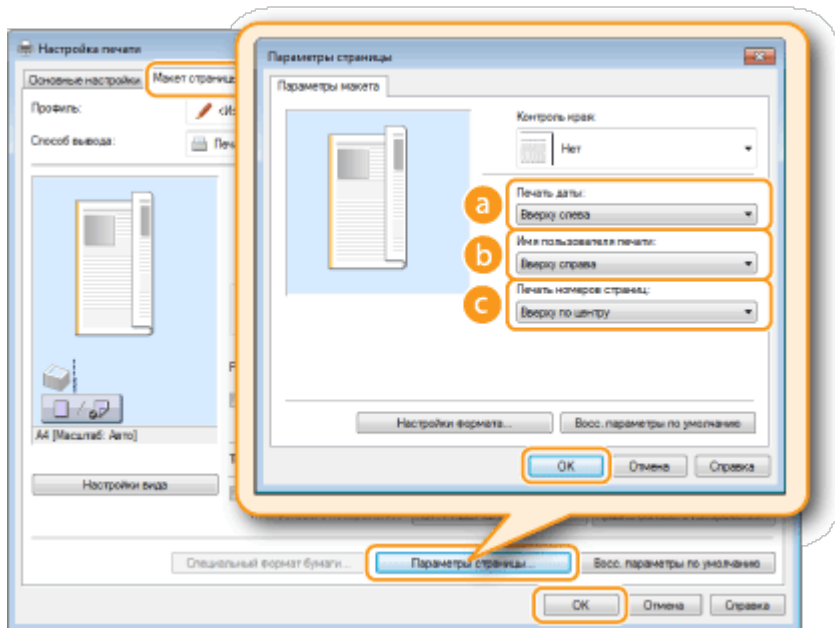 Настройка печати
Основные настройки
Макет страницы
Профиль:
Способ вывода:
A4 [Масштаб: Авто]
Настройки вида
Специальный формат бумаги...
Параметры страницы...
Восс. параметры по умолчанию
OK
Отмена
Справка
Параметры страницы
Параметры макета
Контроль края:
Нет
a
Печать даты:
Вверху слева
b
Имя пользователя печати:
Вверху справа
c
Печать номеров страниц:
Вверху по центру
Настройки формата...
Восс. параметры по умолчанию
OK
Отмена
Справка